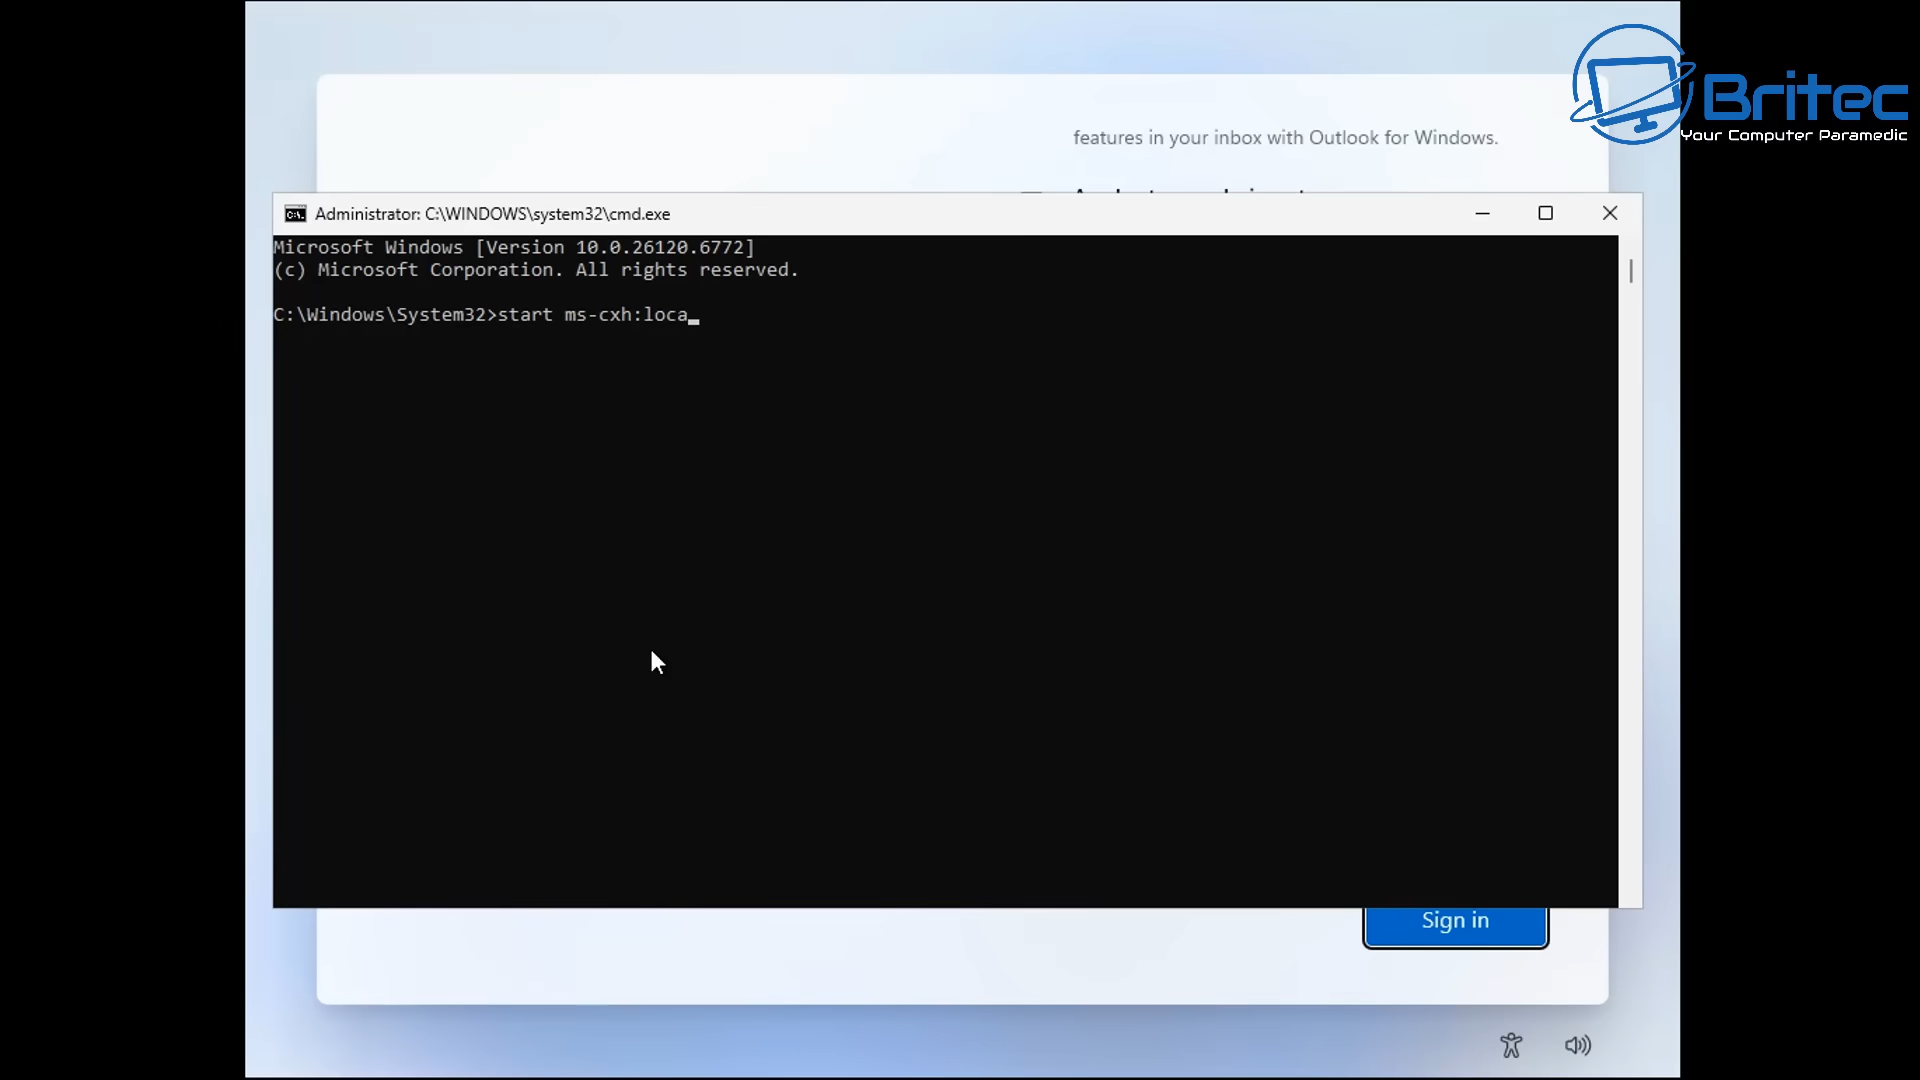 Britec
Your Computer Paramedic
features in your inbox with Outlook for Windows.
Administrator: C:\WINDOWS\system32\cmd.exe
Microsoft Windows [Version 10.0.26120.6772]
(c) Microsoft Corporation. All rights reserved.
C:\Windows\System32>start ms-cxh:loca_
Sign in